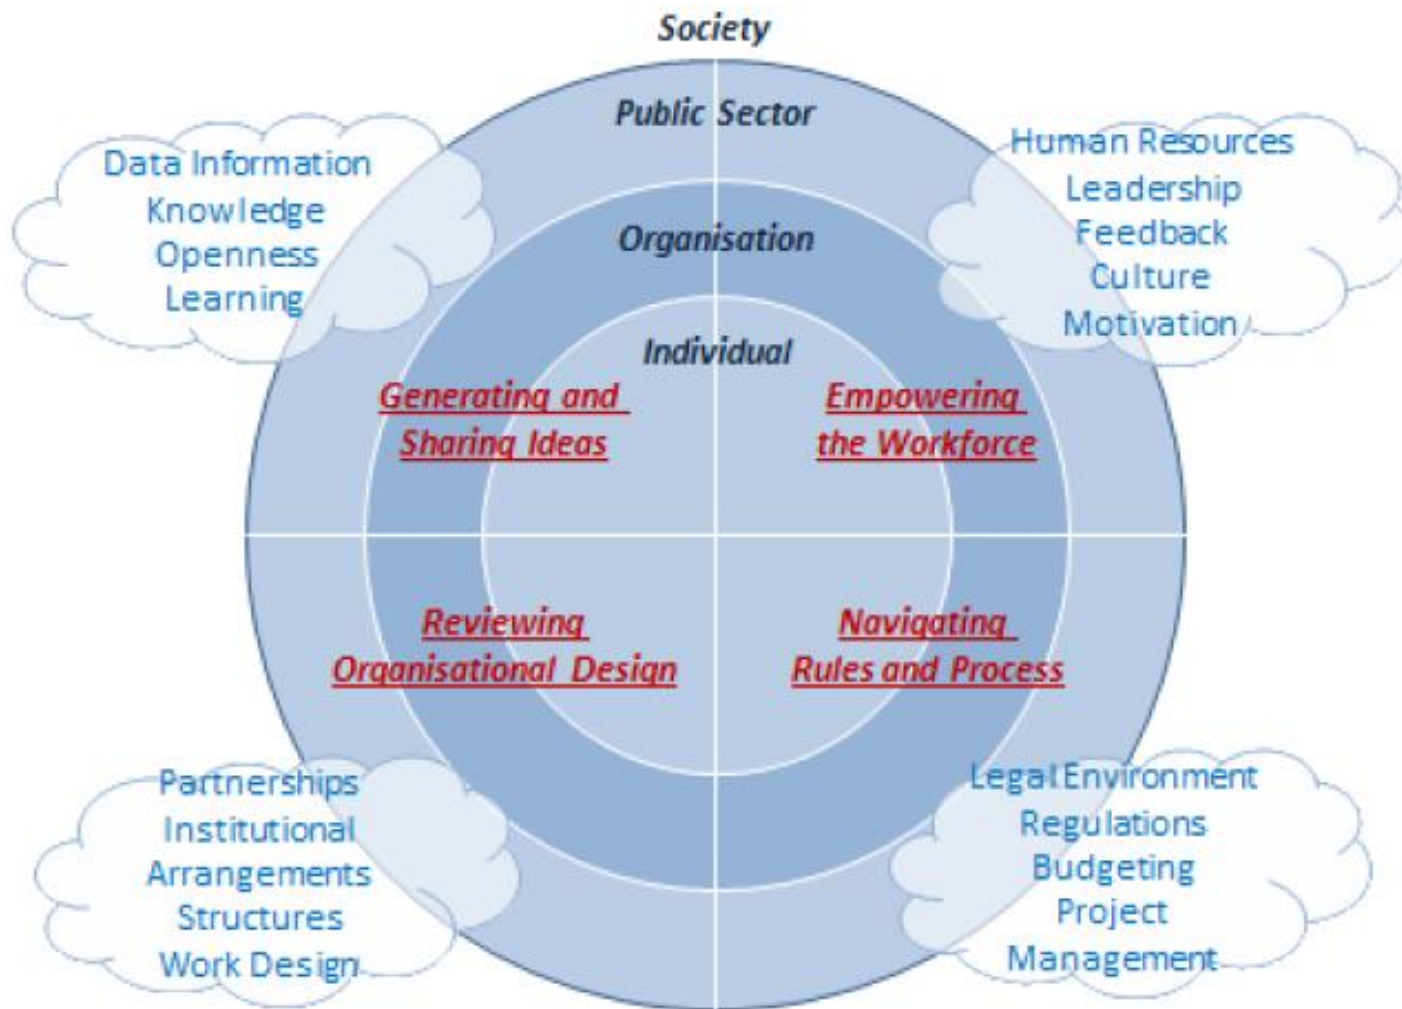 Society
Public Sector
Organisation
Individual
Data Information
Knowledge
Openness
Learning
Human Resources
Leadership
Feedback
Culture
Motivation
Generating and
Sharing Ideas
Empowering
the Workforce
Reviewing
Organisational Design
Navigating
Rules and Process
Partnerships
Institutional
Arrangements
Structures
Work Design
Legal Environment
Regulations
Budgeting
Project
Management